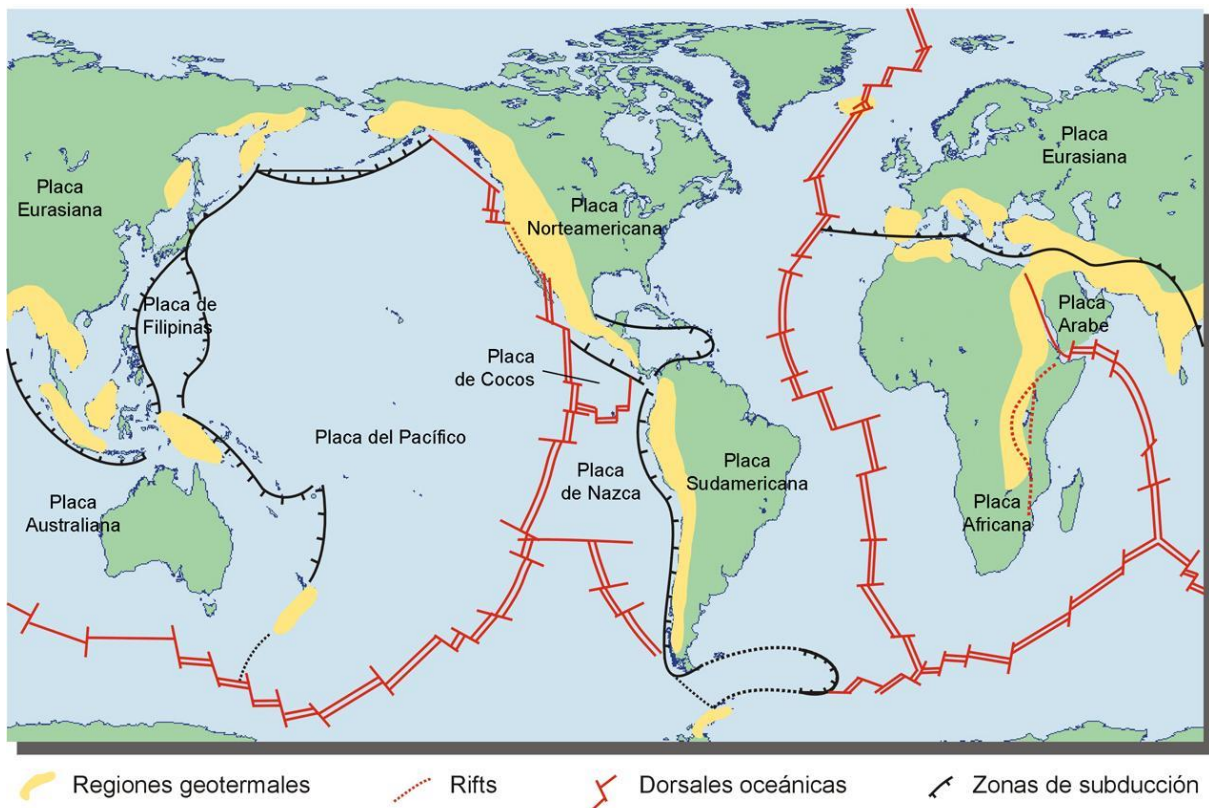 Placa
Eurasiana
Placa
Norteamericana
Placa
Eurasiana
Placa de
Filipinas
Placa
Arabe
Placa
de Cocos
Placa del Pacífico
Placa
de Nazca
Placa
Sudamericana
Placa
Australiana
Placa
Africana
Regiones geotermales
Rifts
Dorsales oceánicas
Zonas de subducción